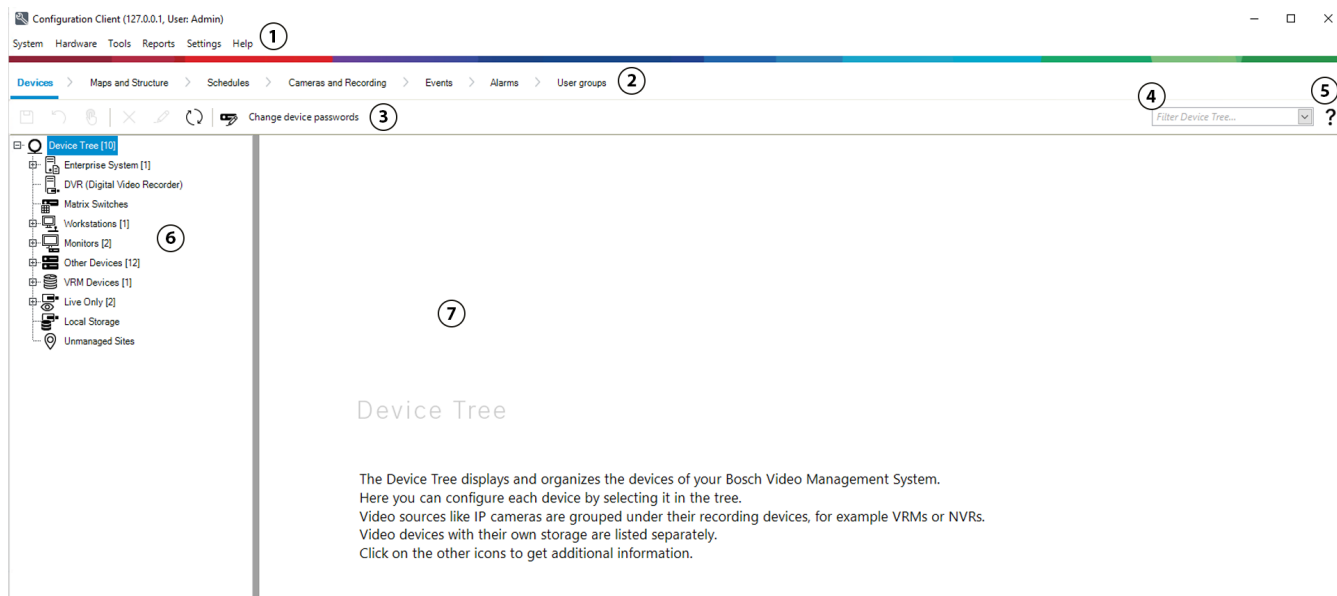 Configuration Client (127.0.0.1, User: Admin)
System Hardware Tools Reports Settings Help 1
Devices > Maps and Structure > Schedules > Cameras and Recording > Events > Alarms > User groups 2
4 5
Change device passwords 3 Filter Device Tree... ?
Device Tree [10]
Enterprise System [1]
DVR (Digital Video Recorder)
Matrix Switches
Workstations [1]
6
Monitors [2]
Other Devices [12]
VRM Devices [1]
Live Only [2]
7
Local Storage
Unmanaged Sites
Device Tree
The Device Tree displays and organizes the devices of your Bosch Video Management System.
Here you can configure each device by selecting it in the tree.
Video sources like IP cameras are grouped under their recording devices, for example VRMs or NVRs.
Video devices with their own storage are listed separately.
Click on the other icons to get additional information.